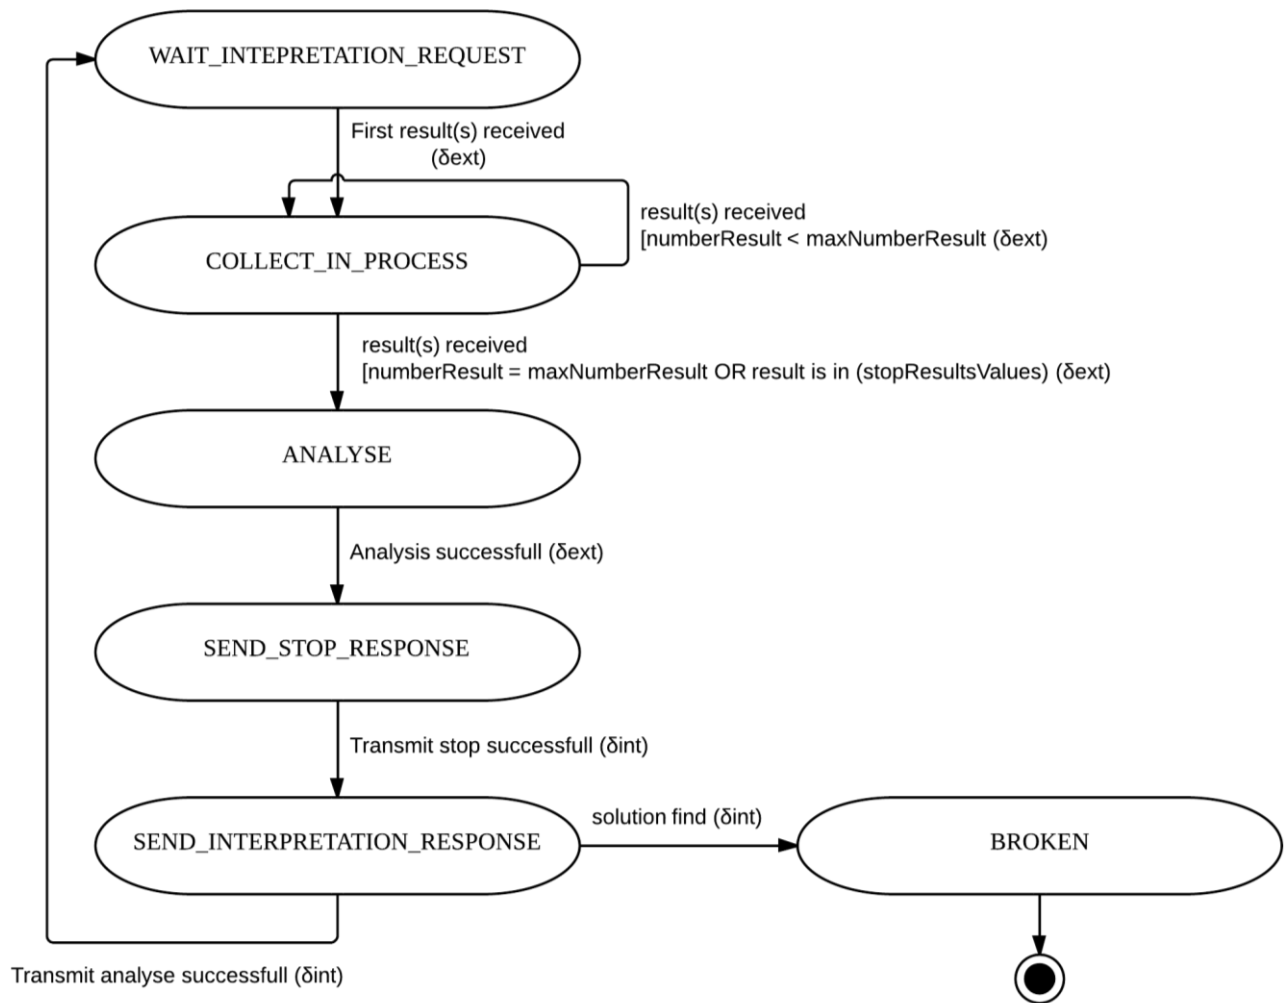 WAIT_INTEPRETATION_REQUEST
First result(s) received
(δext)
result(s) received
[numberResult < maxNumberResult (δext)
COLLECT_IN_PROCESS
result(s) received
[numberResult = maxNumberResult OR result is in (stopResultsValues) (δext)
ANALYSE
Analysis successfull (δext)
SEND_STOP_RESPONSE
Transmit stop successfull (δint)
SEND_INTERPRETATION_RESPONSE
solution find (δint)
BROKEN
Transmit analyse successfull (δint)